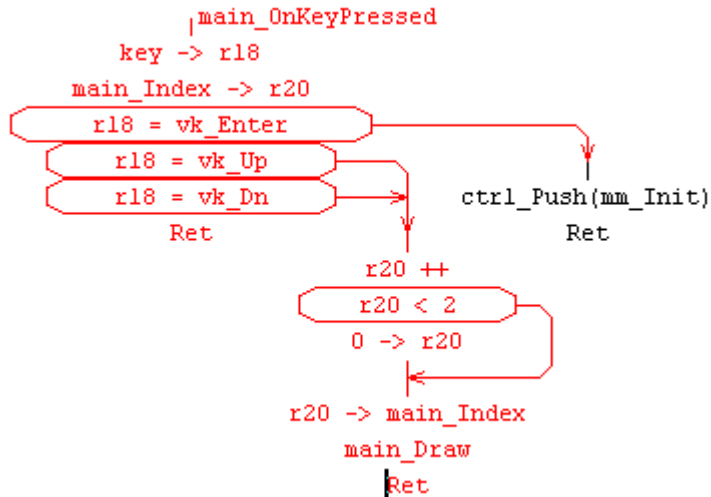 main_OnKeyPressed
key -> r18
main_Index -> r20
r18 = vk_Enter
r18 = vk_Up
r18 = vk_Dn
Ret
ctrl_Push(mm_Init)
Ret
r20 ++
r20 < 2
0 -> r20
r20 -> main_Index
main_Draw
Ret